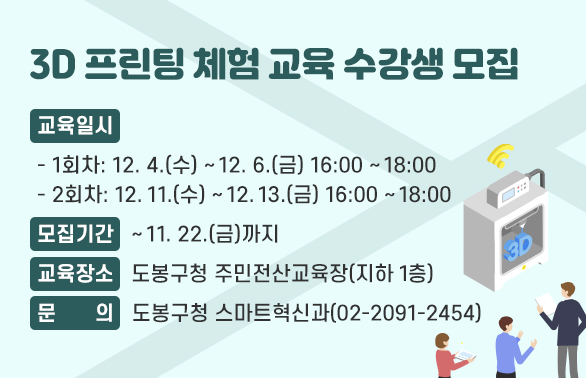 3D 프린팅 체험 교육 수강생 모집
교육일시
- 1회차: 12. 4.(수) ~ 12. 6.(금) 16:00 ~ 18:00
- 2회차: 12. 11.(수) ~ 12. 13.(금) 16:00 ~ 18:00
모집기간 ~ 11. 22.(금)까지
교육장소 도봉구청 주민전산교육장(지하 1층)
문 의 도봉구청 스마트혁신과(02-2091-2454)
3D